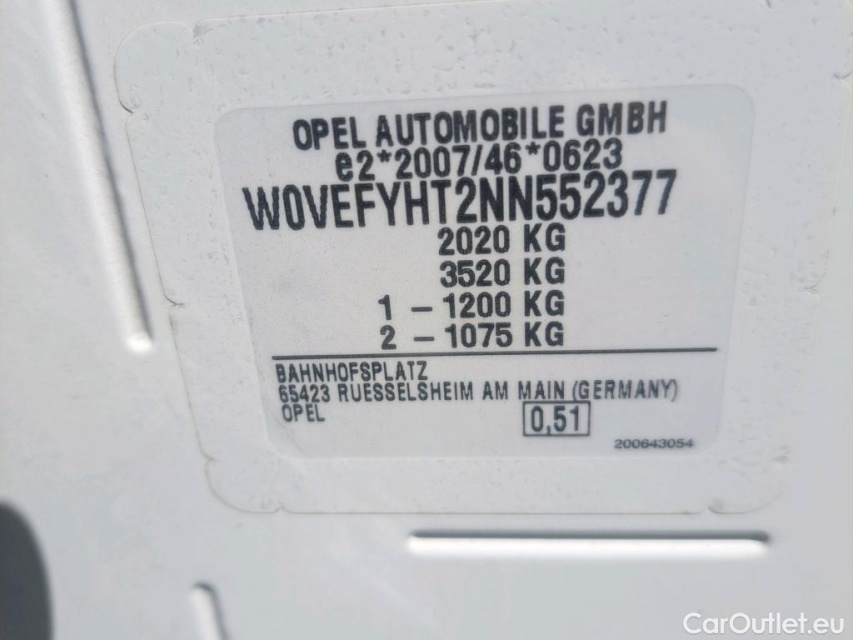 OPEL AUTOMOBILE GMBH
e2*2007/46*0623
W0VEFYHT2NN552377
2020 KG
3520 KG
1 - 1200 KG
2 - 1075 KG
BAHNHOFSPLATZ
65423 RUESSELSHEIM AM MAIN (GERMANY)
OPEL
0,51
200643054
CarOutlet.eu